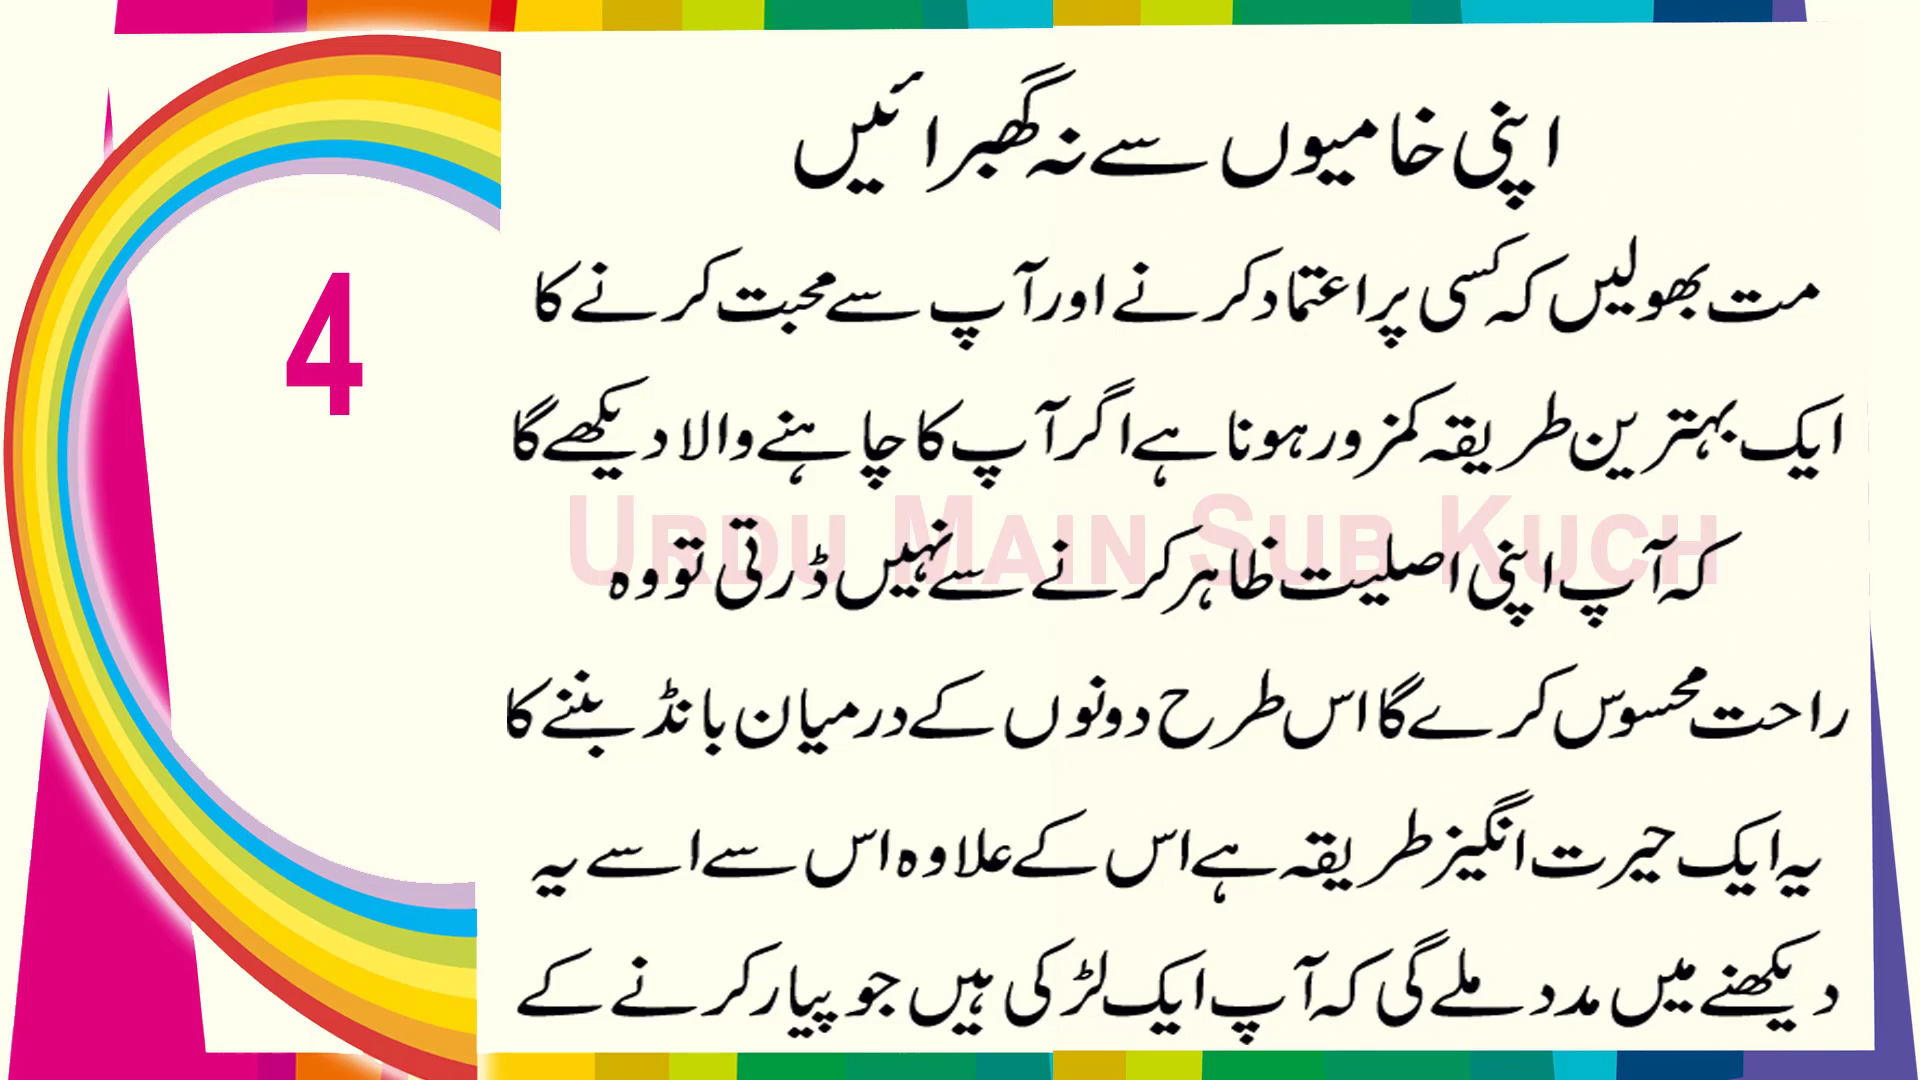 4
اپنی خامیوں سے نہ گھبرائیں
مت بھولیں کہ کسی پر اعتماد کرنے اور آپ سے محبت کرنے کا
ایک بہترین طریقہ کمزور ہونا ہے اگر آپ کا چاہنے والا دیکھے گا
Urdu Main Sub Kuch
کہ آپ اپنی اصلیت ظاہر کرنے سے نہیں ڈرتی تو وہ
راحت محسوس کرے گا اس طرح دونوں کے درمیان بانڈ بننے کا
یہ ایک حیرت انگیز طریقہ ہے اس کے علاوہ اس سے اسے یہ
دیکھنے میں مدد ملے گی کہ آپ ایک لڑکی ہیں جو پیار کرنے کے